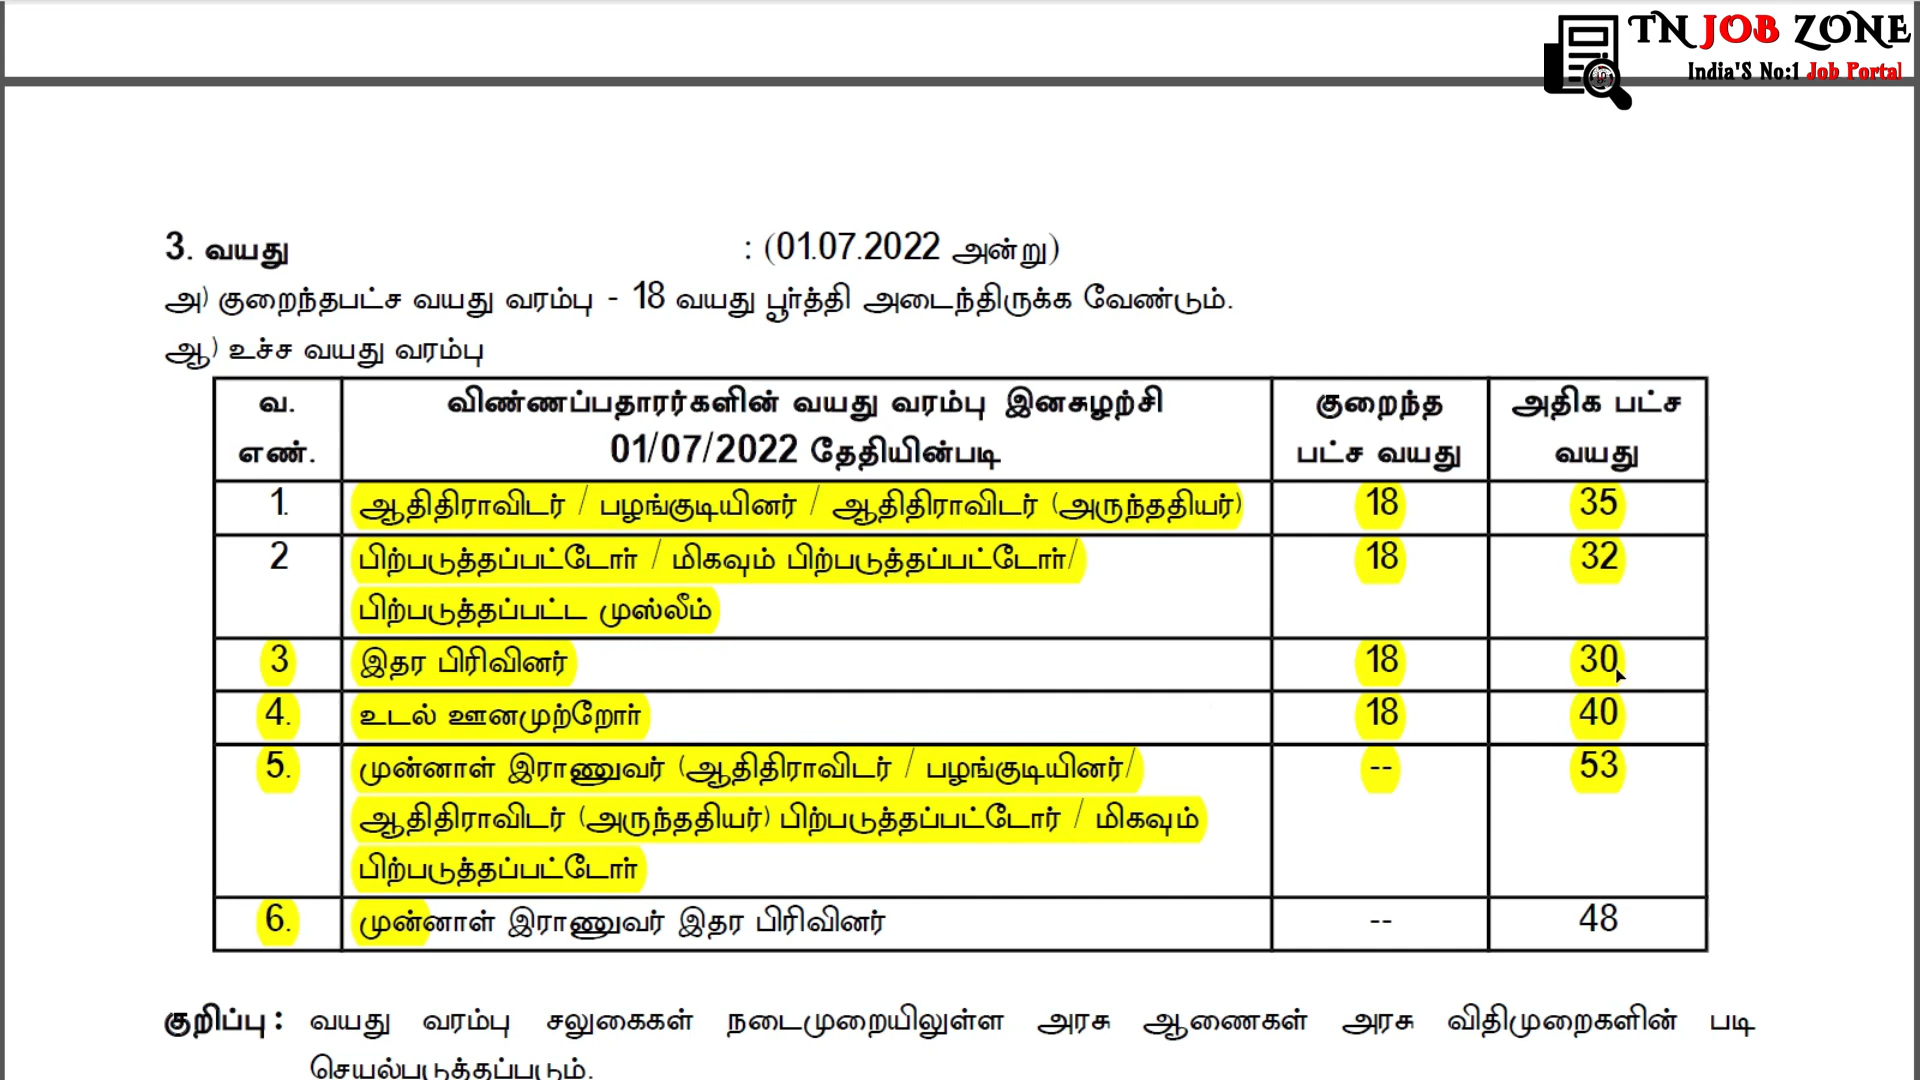 TN JOB ZONE
India'S No:1 Job Portal
3. வயது : (01.07.2022 அன்று)
அ) குறைந்தபட்ச வயது வரம்பு - 18 வயது பூர்த்தி அடைந்திருக்க வேண்டும்.
ஆ) உச்ச வயது வரம்பு
வ. எண். விண்ணப்பதாரர்களின் வயது வரம்பு இனசுழற்சி 01/07/2022 தேதியின்படி குறைந்த பட்ச வயது அதிக பட்ச வயது
1. ஆதிதிராவிடர் / பழங்குடியினர் / ஆதிதிராவிடர் (அருந்ததியர்) 18 35
2 பிற்படுத்தப்பட்டோர் / மிகவும் பிற்படுத்தப்பட்டோர்/ 18 32
பிற்படுத்தப்பட்ட முஸ்லீம்
3 இதர பிரிவினர் 18 30
4. உடல் ஊனமுற்றோர் 18 40
5. முன்னாள் இராணுவர் (ஆதிதிராவிடர் / பழங்குடியினர்/ -- 53
ஆதிதிராவிடர் (அருந்ததியர்) பிற்படுத்தப்பட்டோர் / மிகவும்
பிற்படுத்தப்பட்டோர்
6. முன்னாள் இராணுவர் இதர பிரிவினர் -- 48
குறிப்பு : வயது வரம்பு சலுகைகள் நடைமுறையிலுள்ள அரசு ஆணைகள் அரசு விதிமுறைகளின் படி
செயல்படுத்தப்படும்.